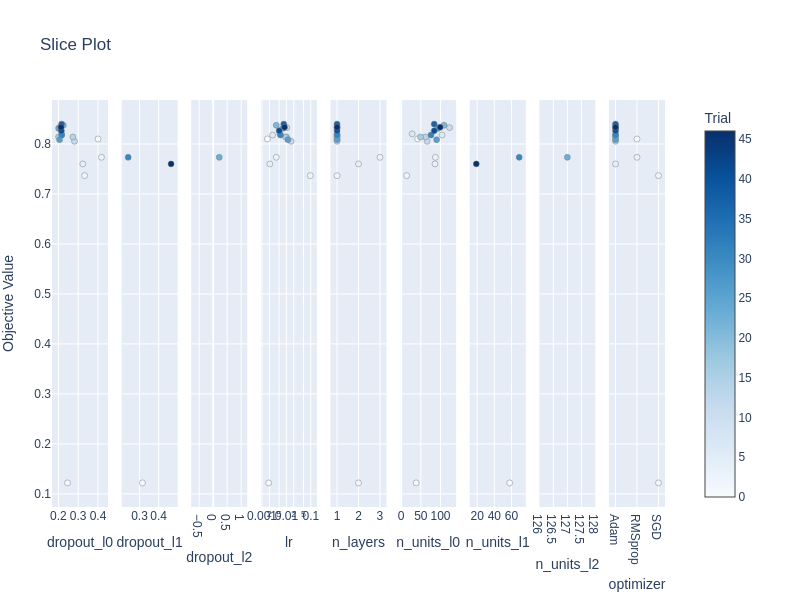 Slice Plot
Trial
Objective Value
0.8
0.7
0.6
0.5
0.4
0.3
0.2
0.1
45
40
35
30
25
20
15
10
5
0
0.2 0.3 0.4
dropout_l0
0.3 0.4
dropout_l1
−0.5 0 0.5 1
dropout_l2
0.1
lr
1 2 3
n_layers
0 50 100
n_units_l0
20 40 60
n_units_l1
126 126.5 127 127.5 128
n_units_l2
Adam RMSprop SGD
optimizer